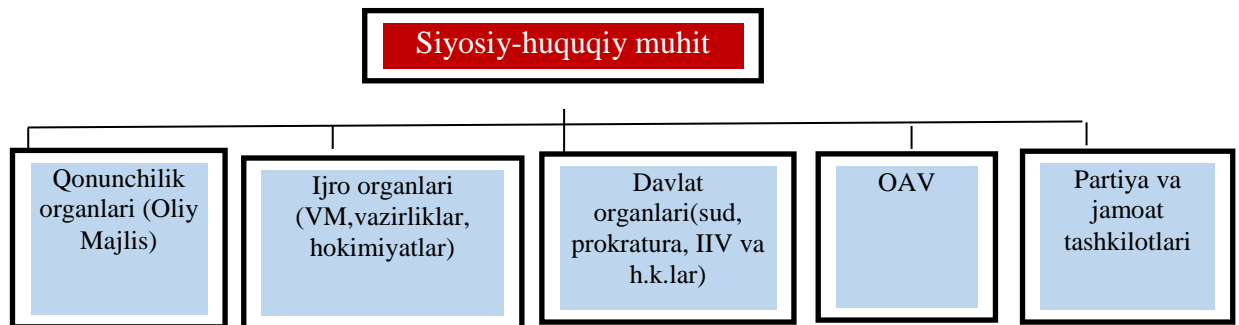 Siyosiy-huquqiy muhit
Qonunchilik
organlari (Oliy
Majlis)
Ijro organlari
(VM,vazirliklar,
hokimiyatlar)
Davlat
organlari(sud,
prokratura, IIV va
h.k.lar)
OAV
Partiya va
jamoat
tashkilotlari